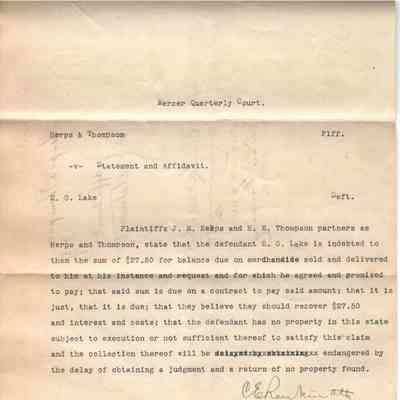 Mercer Quarterly Court.
Herps & Thompson Plff.
-v- Statement and Affidavit.
E. O. Lake Deft.
Plaintiffs J. M. Herps and H. H. Thompson partners as
Herps and Thompson, state that the defendant E. O. Lake is indebted to
them the sum of $27.50 for balance due on merchandide sold and delivered
to him at his instance and request and for which he agreed and promised
to pay; that said sum is due on a contract to pay said amount; that it is
just, that it is due; that they believe they should recover $27.50
and interest and costs; that the defendant has no property in this state
subject to execution or not sufficient thereof to satisfy this claim
and the collection thereof will be endangered by
the delay of obtaining a judgment and a return of no property found.